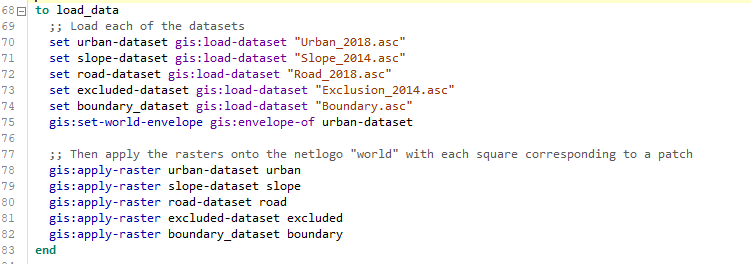 68 to load_data
69 ;; Load each of the datasets
70 set urban-dataset gis:load-dataset "Urban_2018.asc"
71 set slope-dataset gis:load-dataset "Slope_2014.asc"
72 set road-dataset gis:load-dataset "Road_2018.asc"
73 set excluded-dataset gis:load-dataset "Exclusion_2014.asc"
74 set boundary_dataset gis:load-dataset "Boundary.asc"
75 gis:set-world-envelope gis:envelope-of urban-dataset
76
77 ;; Then apply the rasters onto the netlogo "world" with each square corresponding to a patch
78 gis:apply-raster urban-dataset urban
79 gis:apply-raster slope-dataset slope
80 gis:apply-raster road-dataset road
81 gis:apply-raster excluded-dataset excluded
82 gis:apply-raster boundary_dataset boundary
83 end